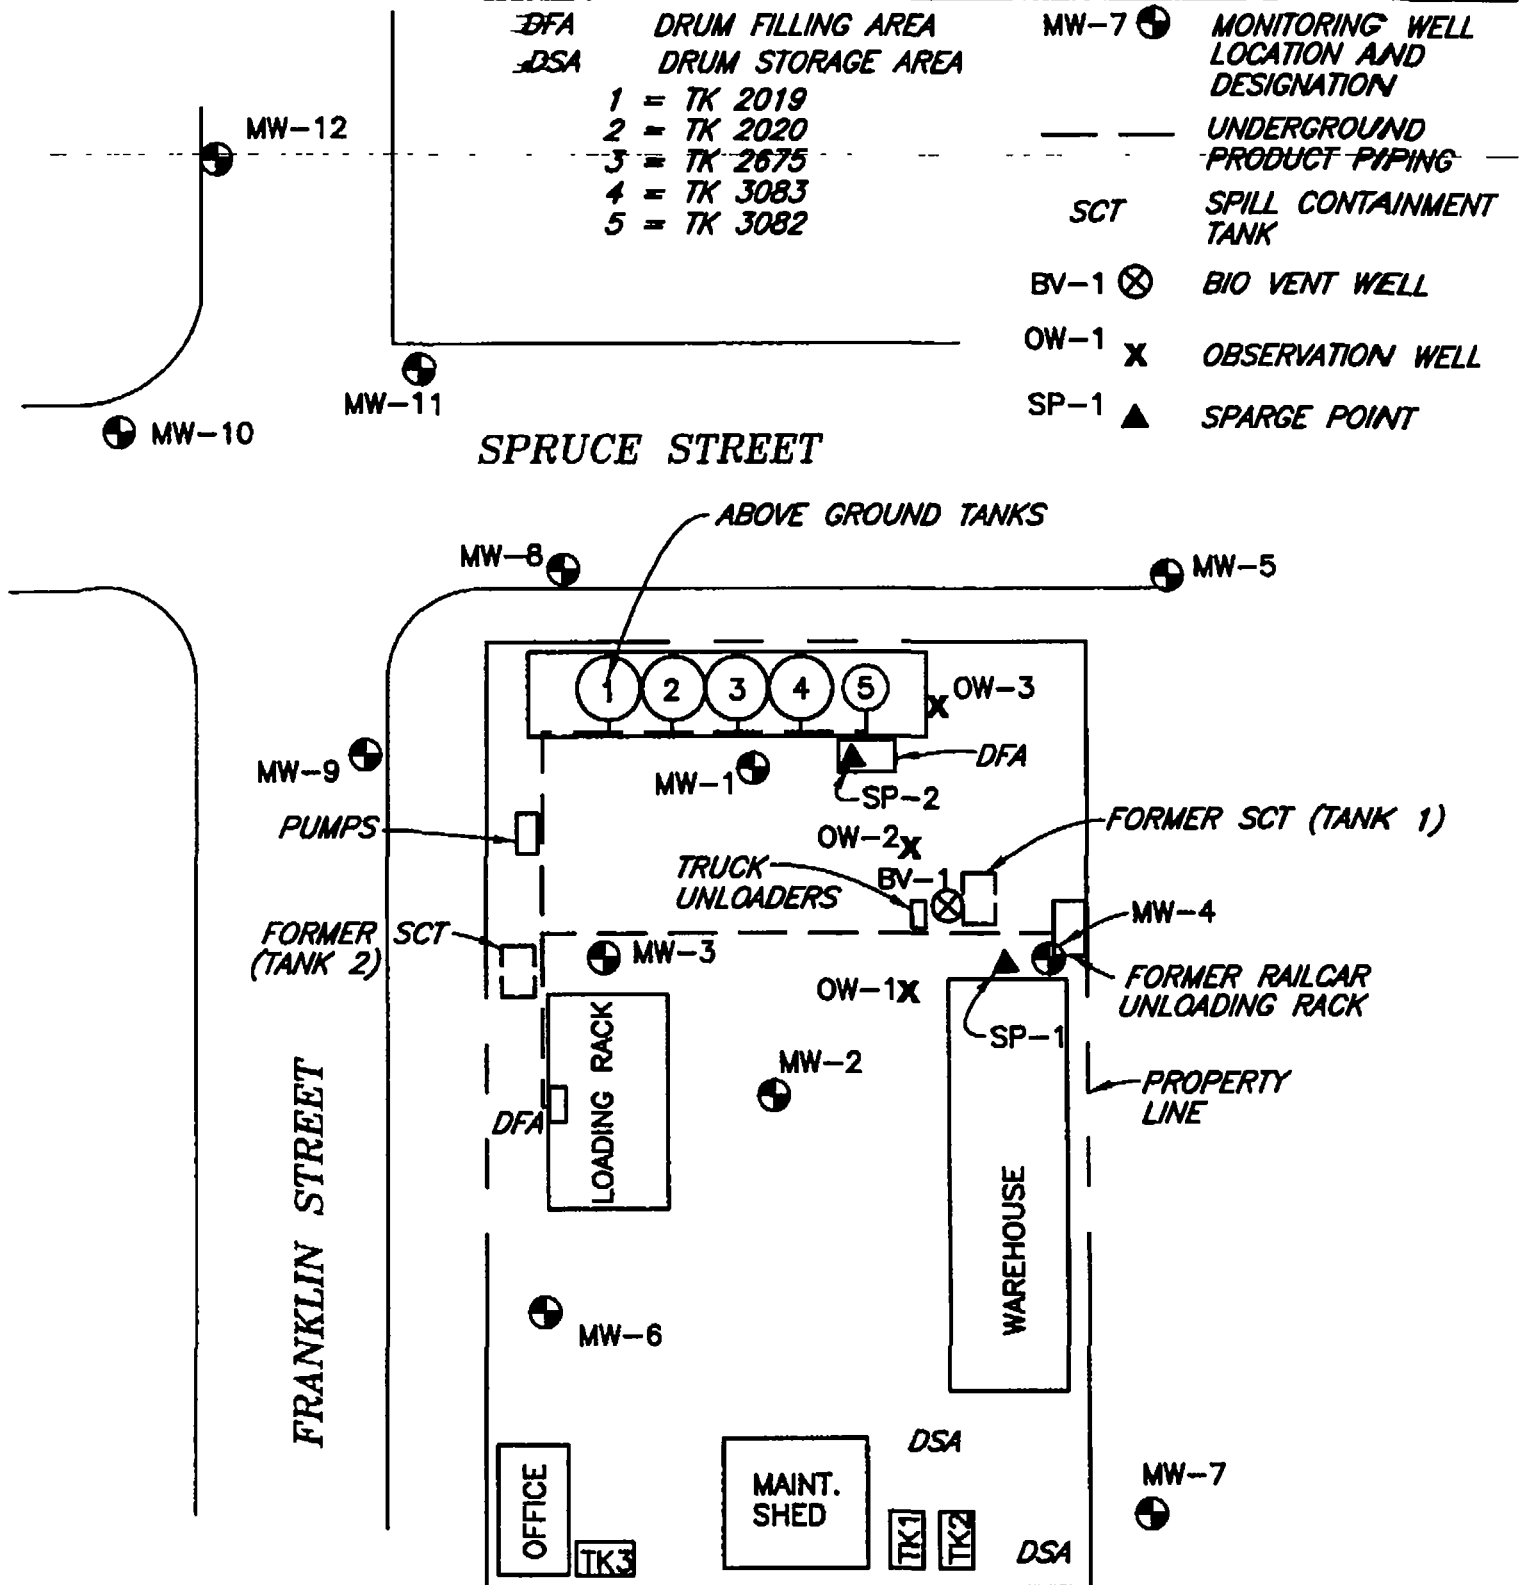 DFA DRUM FILLING AREA
DSA DRUM STORAGE AREA
1 = TK 2019
2 = TK 2020
3 = TK 2675
4 = TK 3083
5 = TK 3082
MW-7 MONITORING WELL
LOCATION AND
DESIGNATION
UNDERGROUND
PRODUCT PIPING
SCT SPILL CONTAINMENT
TANK
BV-1 BIO VENT WELL
OW-1 X OBSERVATION WELL
SP-1 SPARGE POINT
MW-12
MW-11
MW-10
SPRUCE STREET
ABOVE GROUND TANKS
MW-8
MW-5
1 2 3 4 5
X OW-3
MW-9
MW-1
DFA
SP-2
PUMPS
OW-2 X
FORMER SCT (TANK 1)
TRUCK
UNLOADERS
BV-1
MW-4
FORMER SCT
(TANK 2)
MW-3
OW-1 X
FORMER RAILCAR
UNLOADING RACK
SP-1
LOADING RACK
MW-2
DFA
PROPERTY
LINE
FRANKLIN STREET
WAREHOUSE
MW-6
DSA
OFFICE
MAINT.
SHED
MW-7
TK3
TK1
TK2
DSA